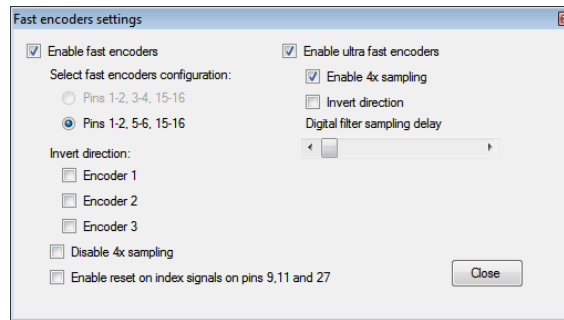 Fast encoders settings
Enable fast encoders
Select fast encoders configuration:
Pins 1-2, 3-4, 15-16
Pins 1-2, 5-6, 15-16
Invert direction:
Encoder 1
Encoder 2
Encoder 3
Disable 4x sampling
Enable reset on index signals on pins 9,11 and 27
Enable ultra fast encoders
Enable 4x sampling
Invert direction
Digital filter sampling delay
Close